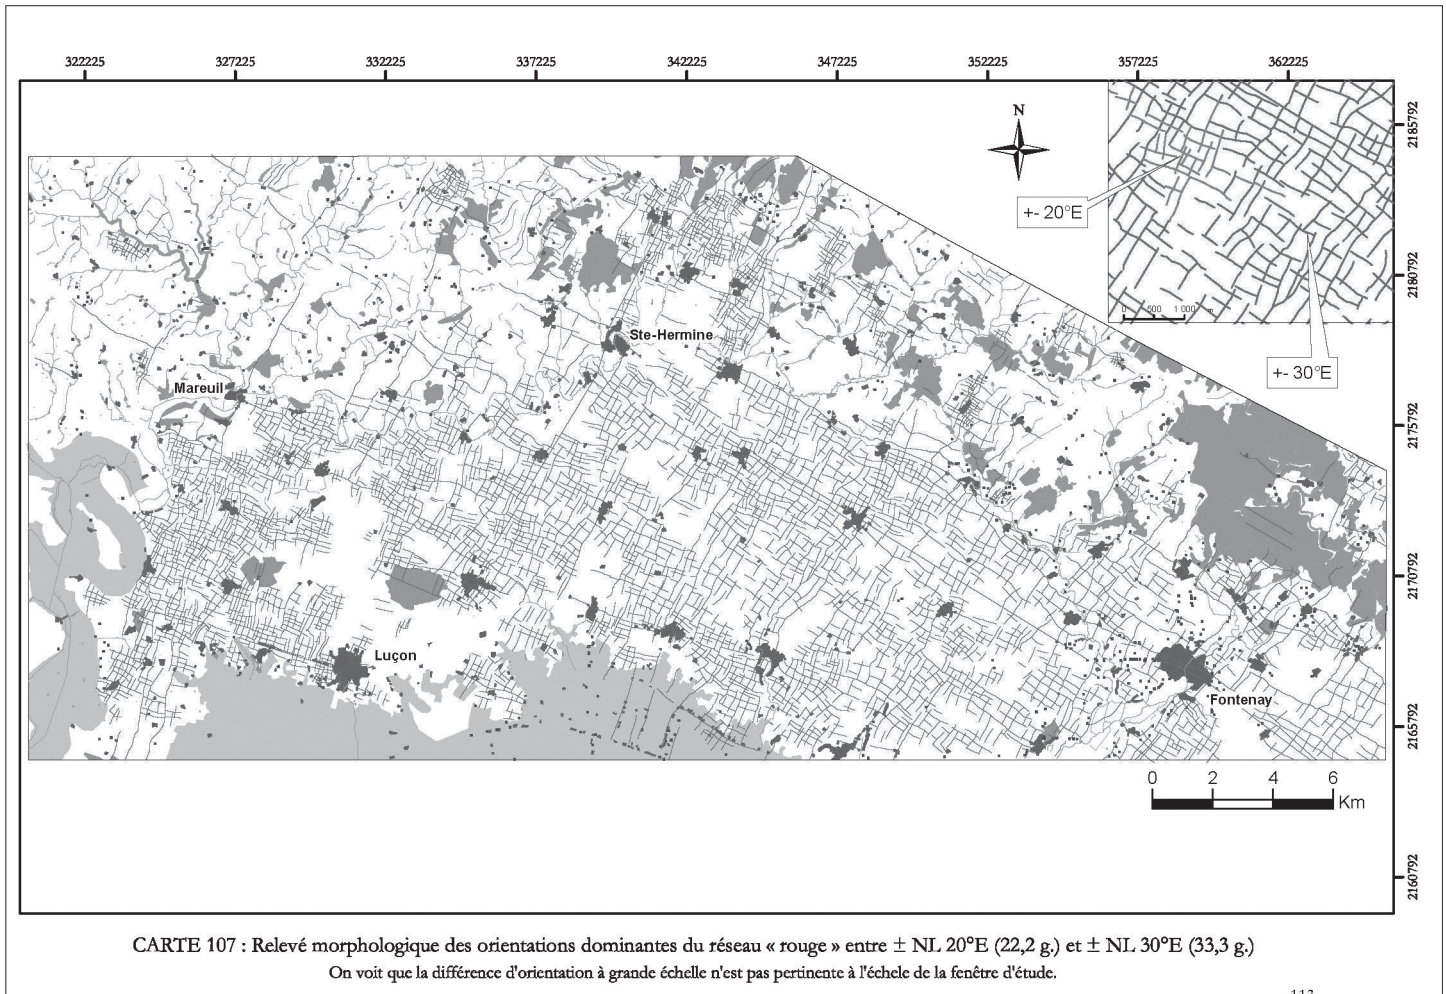 322225 327225 332225 337225 342225 347225 352225 357225 362225
N
2185792
+- 20°E
0 500 1 000 m
2180792
Ste-Hermine
+- 30°E
Mareuil
2175792
2170792
Luçon
Fontenay
2165792
0 2 4 6
Km
2160792
CARTE 107 : Relevé morphologique des orientations dominantes du réseau « rouge » entre ± NL 20°E (22,2 g.) et ± NL 30°E (33,3 g.)
On voit que la différence d'orientation à grande échelle n'est pas pertinente à l'échele de la fenêtre d'étude.
113